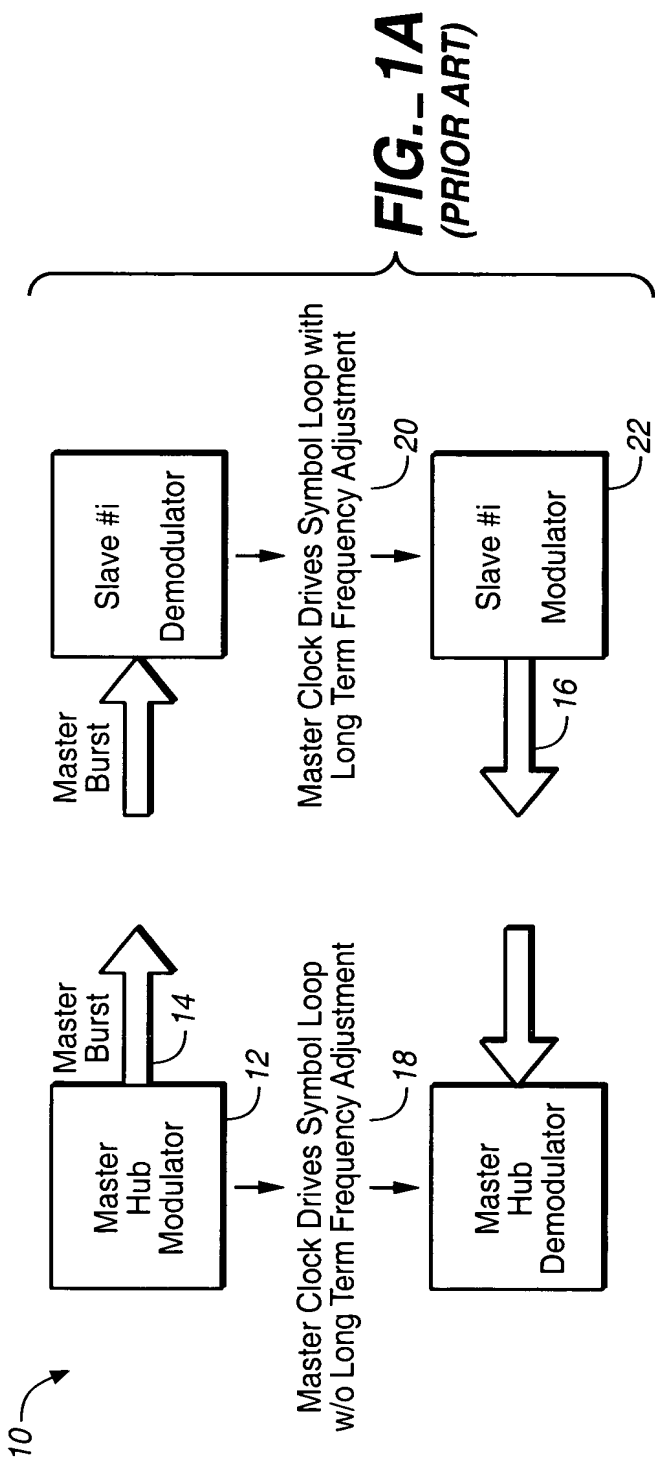 10
Master
Hub
Modulator
12
Master
Burst
14
Master Clock Drives Symbol Loop
w/o Long Term Frequency Adjustment
18
Master
Hub
Demodulator
Master
Burst
Slave #i
Demodulator
Master Clock Drives Symbol Loop with
Long Term Frequency Adjustment
20
Slave #i
Modulator
22
16
FIG._1A
(PRIOR ART)